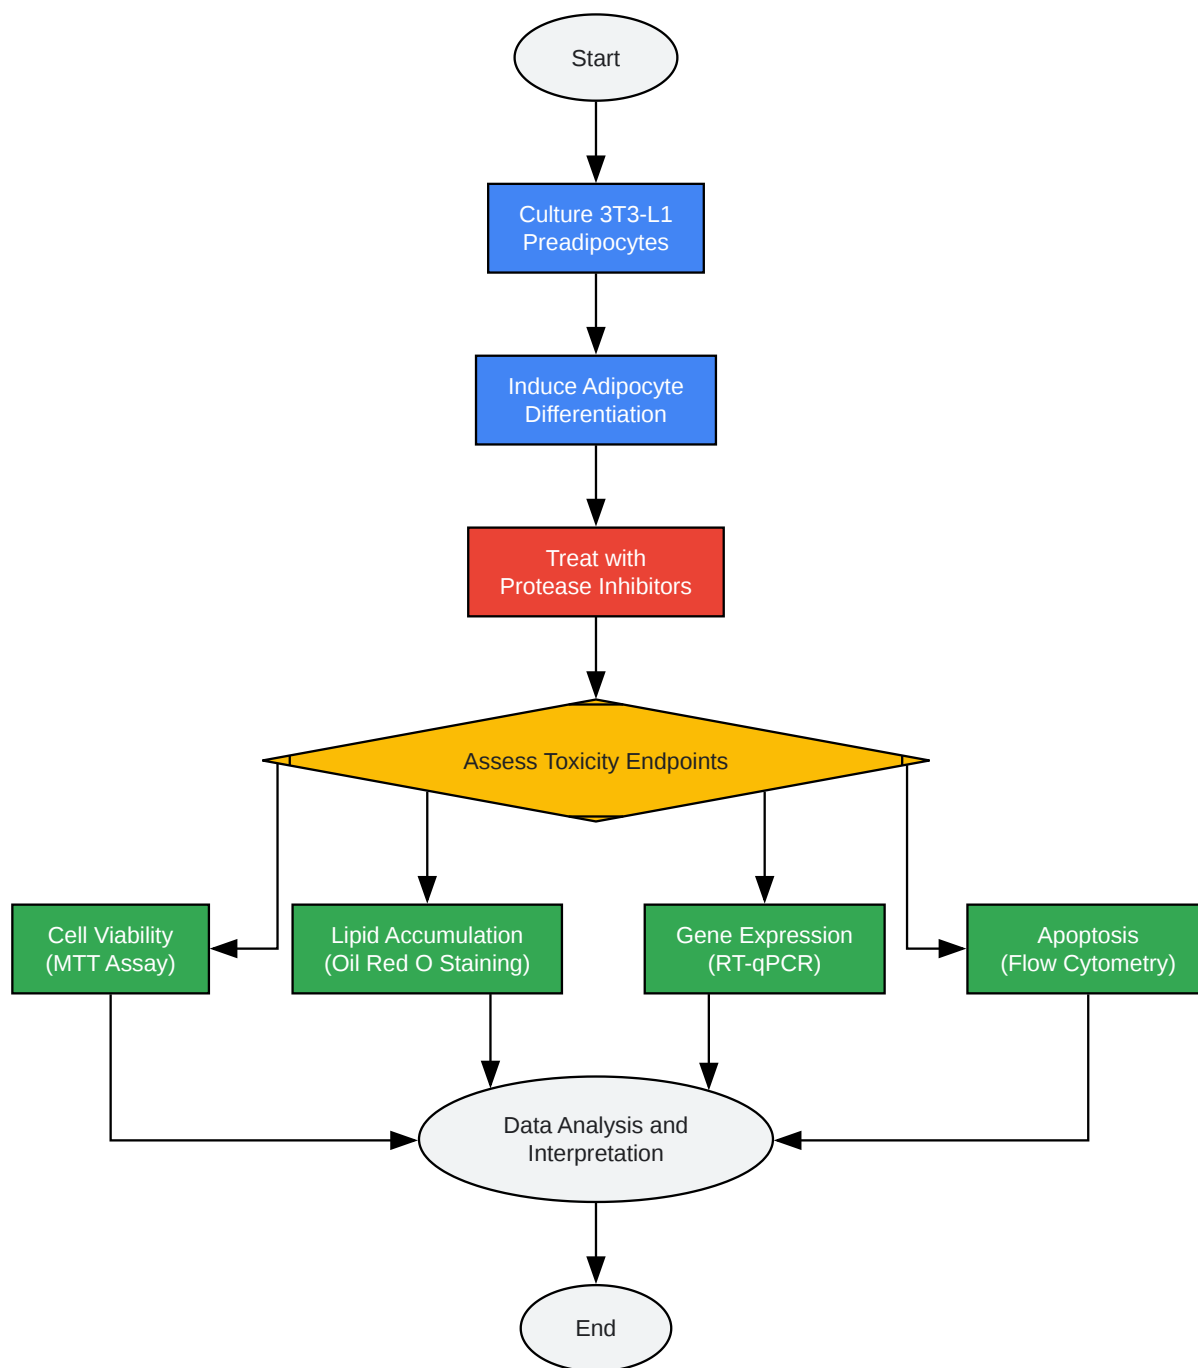 Start
Culture 3T3-L1
Preadipocytes
Induce Adipocyte
Differentiation
Treat with
Protease Inhibitors
Assess Toxicity Endpoints
Cell Viability
(MTT Assay)
Lipid Accumulation
(Oil Red O Staining)
Gene Expression
(RT-qPCR)
Apoptosis
(Flow Cytometry)
Data Analysis and
Interpretation
End